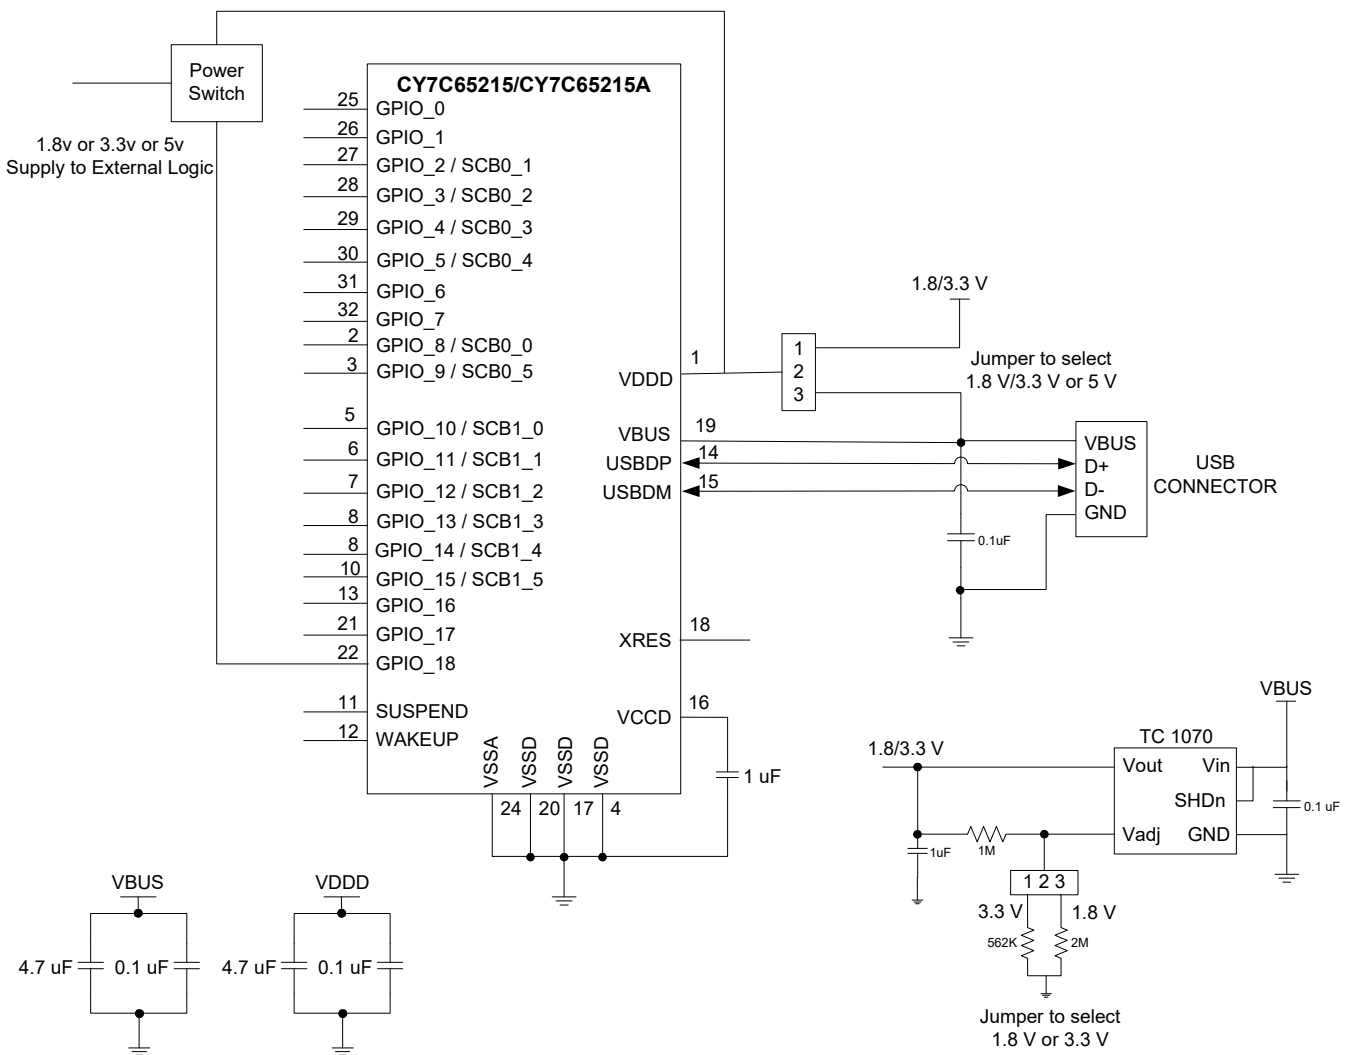 Power
Switch
1.8v or 3.3v or 5v
Supply to External Logic
CY7C65215/CY7C65215A
25 GPIO_0
26 GPIO_1
27 GPIO_2 / SCB0_1
28 GPIO_3 / SCB0_2
29 GPIO_4 / SCB0_3
30 GPIO_5 / SCB0_4
31 GPIO_6
32 GPIO_7
2 GPIO_8 / SCB0_0
3 GPIO_9 / SCB0_5
5 GPIO_10 / SCB1_0
6 GPIO_11 / SCB1_1
7 GPIO_12 / SCB1_2
8 GPIO_13 / SCB1_3
8 GPIO_14 / SCB1_4
10 GPIO_15 / SCB1_5
13 GPIO_16
21 GPIO_17
22 GPIO_18
11 SUSPEND
12 WAKEUP
VDDD 1
VBUS 19
USBDP 14
USBDM 15
XRES 18
VCCD 16
1 uF
VSSA
VSSD
VSSD
VSSD
24 20 17 4
1.8/3.3 V
1
2
3
Jumper to select
1.8 V/3.3 V or 5 V
VBUS
D+
D-
GND
USB
CONNECTOR
0.1uF
VBUS
1.8/3.3 V
TC 1070
Vout Vin
SHDn
Vadj GND
0.1 uF
1uF
1M
1 2 3
3.3 V 1.8 V
562K 2M
Jumper to select
1.8 V or 3.3 V
VBUS
4.7 uF 0.1 uF
VDDD
4.7 uF 0.1 uF